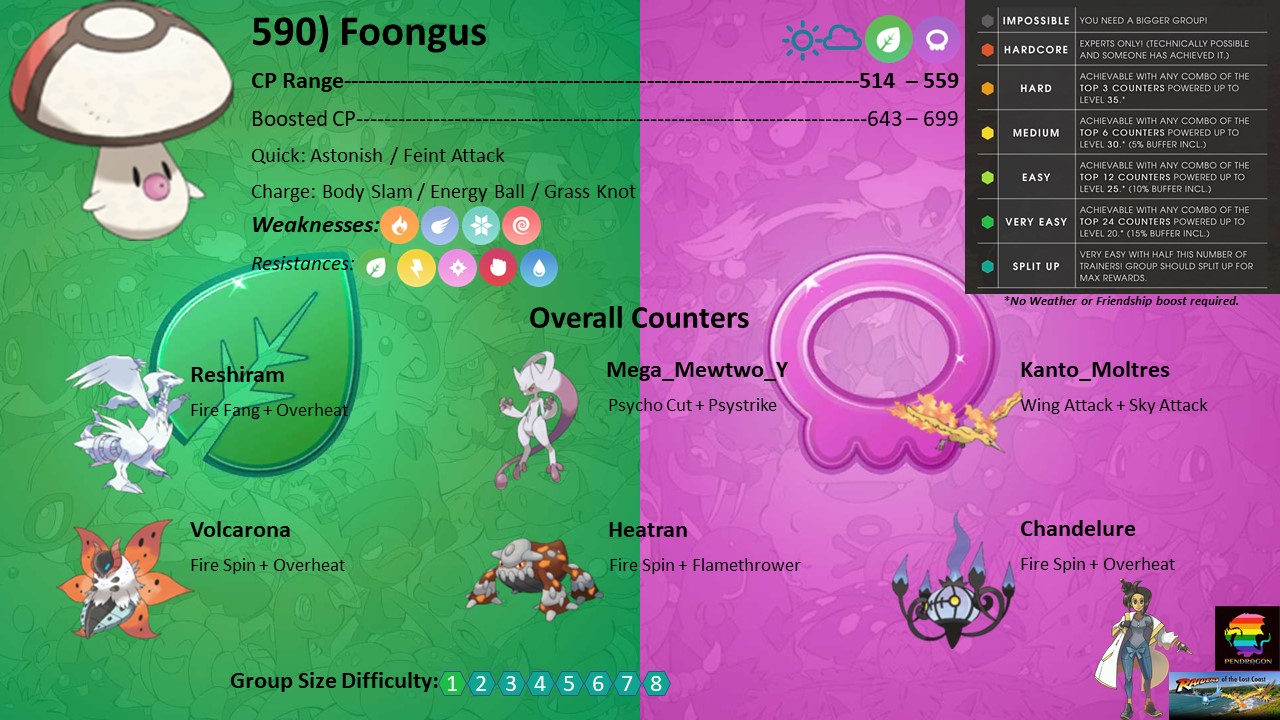 590) Foongus
CP Range--------------------------------------------------------------------------------------514 – 559
Boosted CP-------------------------------------------------------------------------------------643 – 699
Quick: Astonish / Feint Attack
Charge: Body Slam / Energy Ball / Grass Knot
Weaknesses:
Resistances:
IMPOSSIBLE YOU NEED A BIGGER GROUP!
HARDCORE EXPERTS ONLY! (TECHNICALLY POSSIBLE
AND SOMEONE HAS ACHIEVED IT.)
HARD ACHIEVABLE WITH ANY COMBO OF THE
TOP 3 COUNTERS POWERED UP TO
LEVEL 35.*
MEDIUM ACHIEVABLE WITH ANY COMBO OF THE
TOP 6 COUNTERS POWERED UP TO
LEVEL 30.* (5% BUFFER INCL.)
EASY ACHIEVABLE WITH ANY COMBO OF THE
TOP 12 COUNTERS POWERED UP TO
LEVEL 25.* (10% BUFFER INCL.)
VERY EASY ACHIEVABLE WITH ANY COMBO OF THE
TOP 24 COUNTERS POWERED UP TO
LEVEL 20.* (15% BUFFER INCL.)
SPLIT UP VERY EASY WITH HALF THIS NUMBER OF
TRAINERS! GROUP SHOULD SPLIT UP FOR
MAX REWARDS.
*No Weather or Friendship boost required.
Overall Counters
Reshiram
Fire Fang + Overheat
Mega_Mewtwo_Y
Psycho Cut + Psystrike
Kanto_Moltres
Wing Attack + Sky Attack
Volcarona
Fire Spin + Overheat
Heatran
Fire Spin + Flamethrower
Chandelure
Fire Spin + Overheat
Group Size Difficulty: 1 2 3 4 5 6 7 8
PENDRAGON
RAIDERS of the Lost Coast